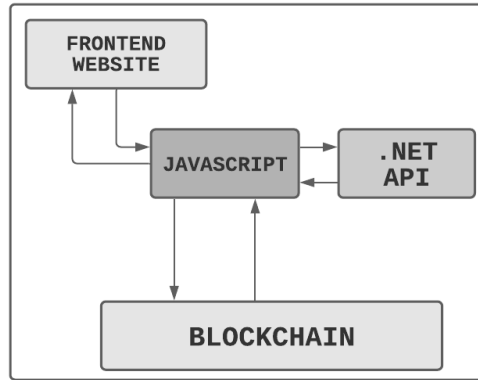 FRONTEND
WEBSITE
JAVASCRIPT
.NET
API
BLOCKCHAIN